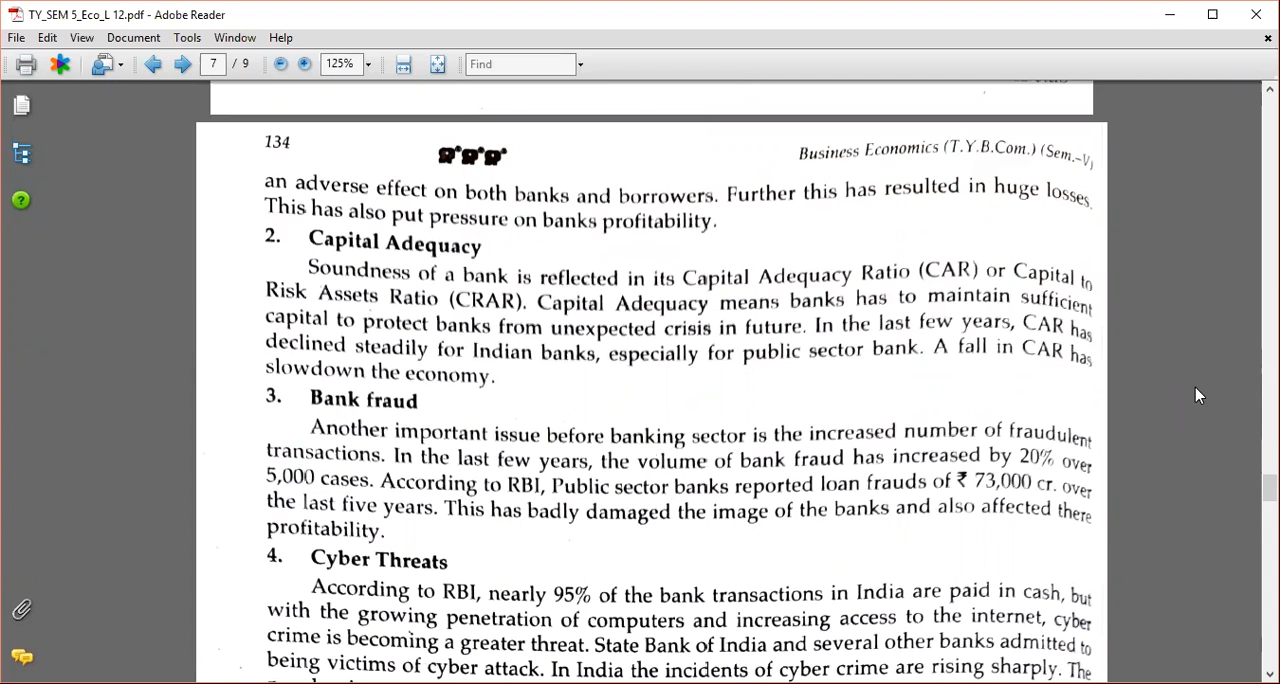 TY_SEM 5_Eco_L 12.pdf - Adobe Reader
File Edit View Document Tools Window Help
7 / 9 125% Find
134 Business Economics (T.Y.B.Com.) (Sem.-V)
an adverse effect on both banks and borrowers. Further this has resulted in huge losses.
This has also put pressure on banks profitability.
2. Capital Adequacy
Soundness of a bank is reflected in its Capital Adequacy Ratio (CAR) or Capital to
Risk Assets Ratio (CRAR). Capital Adequacy means banks has to maintain sufficient
capital to protect banks from unexpected crisis in future. In the last few years, CAR has
declined steadily for Indian banks, especially for public sector bank. A fall in CAR has
slowdown the economy.
3. Bank fraud
Another important issue before banking sector is the increased number of fraudulent
transactions. In the last few years, the volume of bank fraud has increased by 20% over
5,000 cases. According to RBI, Public sector banks reported loan frauds of ₹ 73,000 cr. over
the last five years. This has badly damaged the image of the banks and also affected there
profitability.
4. Cyber Threats
According to RBI, nearly 95% of the bank transactions in India are paid in cash, but
with the growing penetration of computers and increasing access to the internet, cyber
crime is becoming a greater threat. State Bank of India and several other banks admitted to
being victims of cyber attack. In India the incidents of cyber crime are rising sharply. The